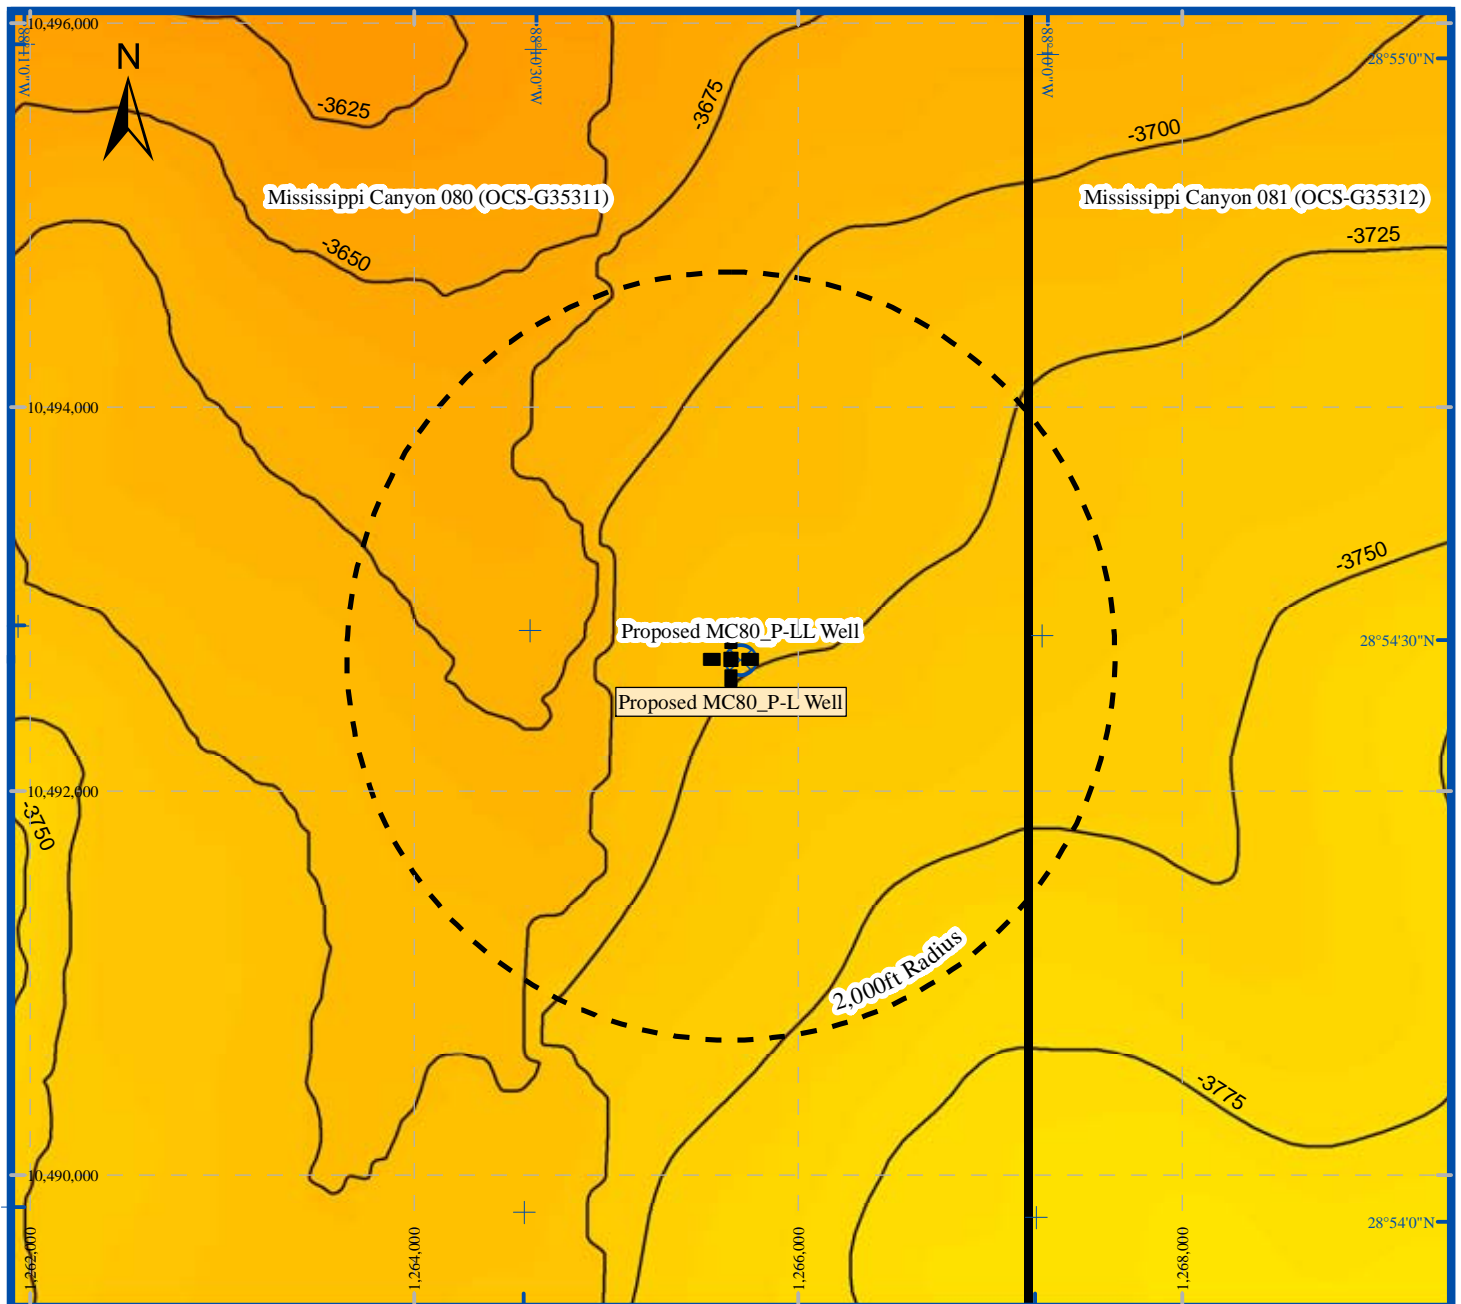 10,496,000
88°11'0"W
88°10'30"W
88°10'0"W
28°55'0"N
N
-3625
-3675
-3700
Mississippi Canyon 080 (OCS-G35311)
Mississippi Canyon 081 (OCS-G35312)
-3650
-3725
10,494,000
-3750
Proposed MC80_P-LL Well
28°54'30"N
Proposed MC80_P-L Well
10,492,000
-3750
2,000ft Radius
-3775
10,490,000
28°54'0"N
1,262,000
1,264,000
1,266,000
1,268,000